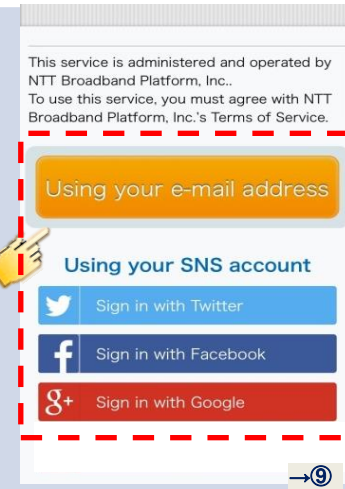 This service is administered and operated by
NTT Broadband Platform, Inc..
To use this service, you must agree with NTT
Broadband Platform, Inc.'s Terms of Service.
Using your e-mail address
Using your SNS account
Sign in with Twitter
f Sign in with Facebook
g+ Sign in with Google
→⑨